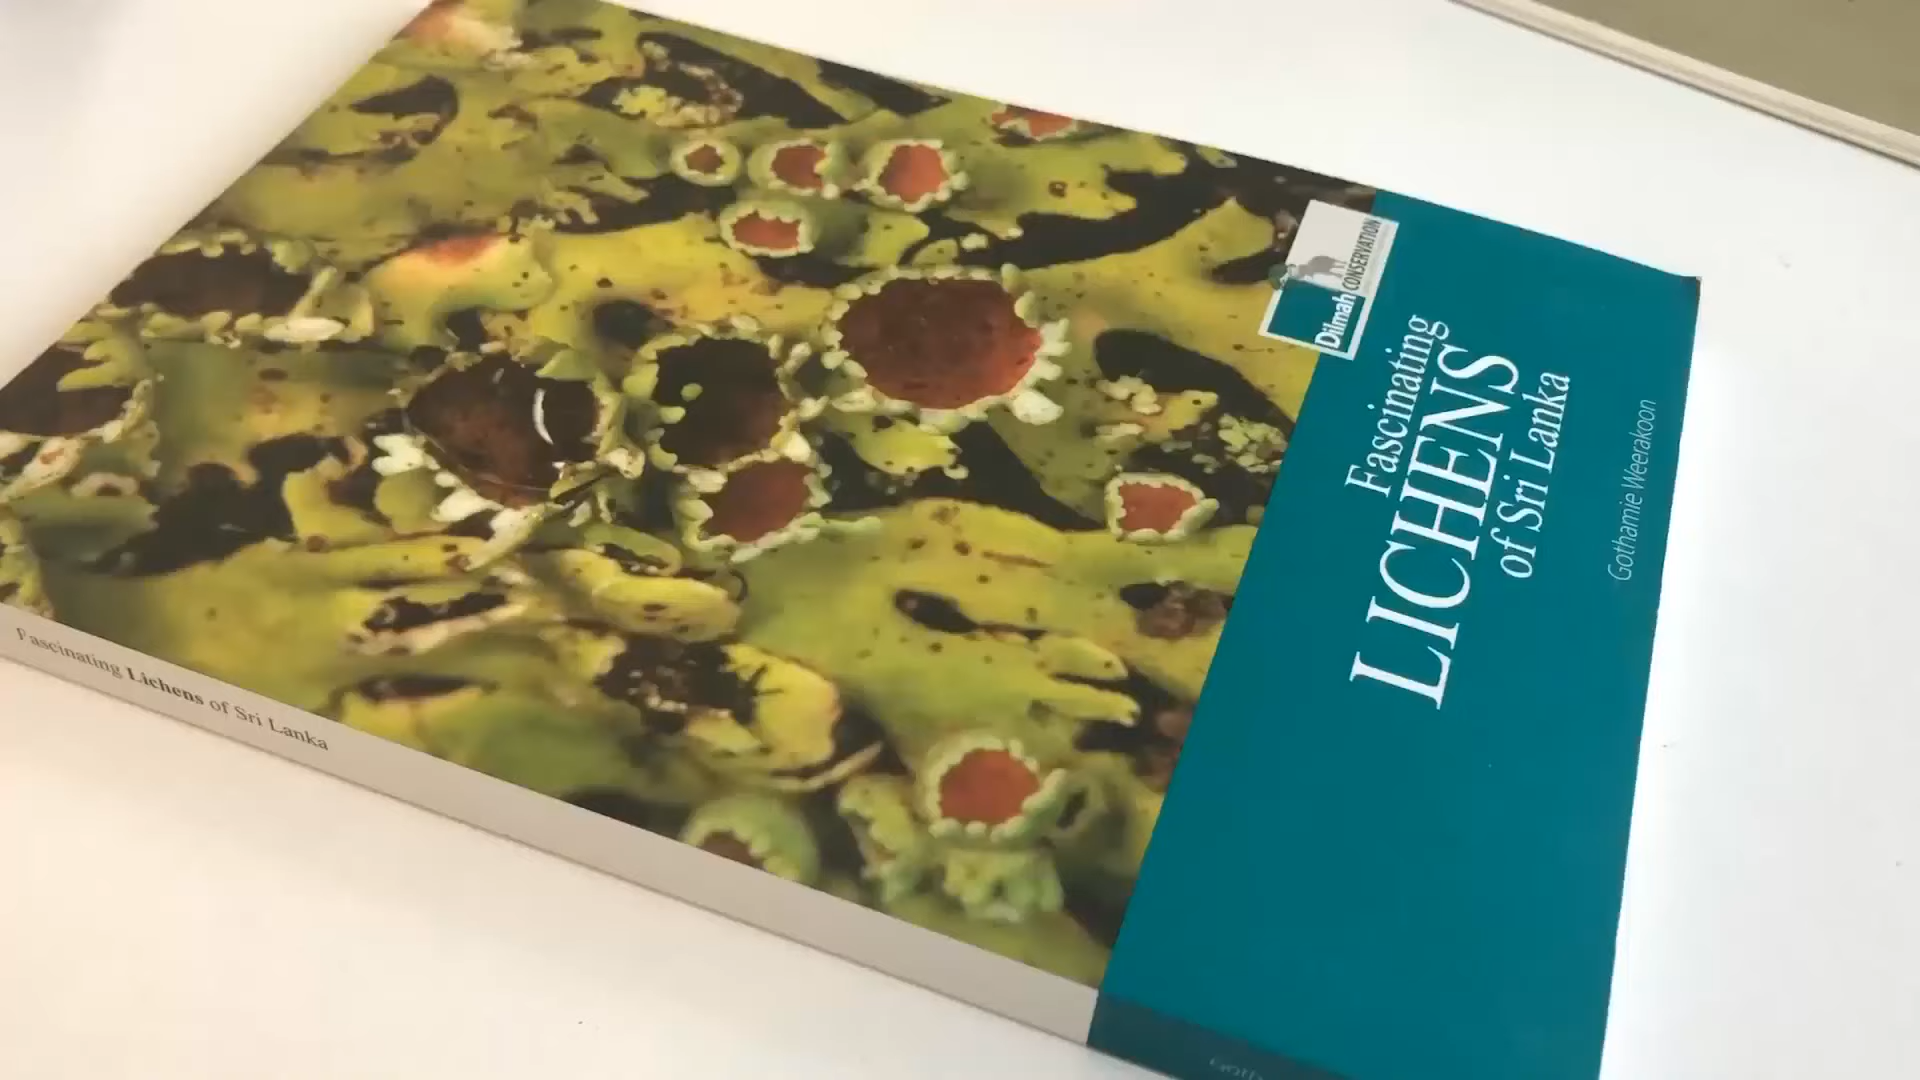 Dilmah
CONSERVATION
Fascinating
LICHENS
of Sri Lanka
Gothamie Weerakoon
Fascinating Lichens of Sri Lanka